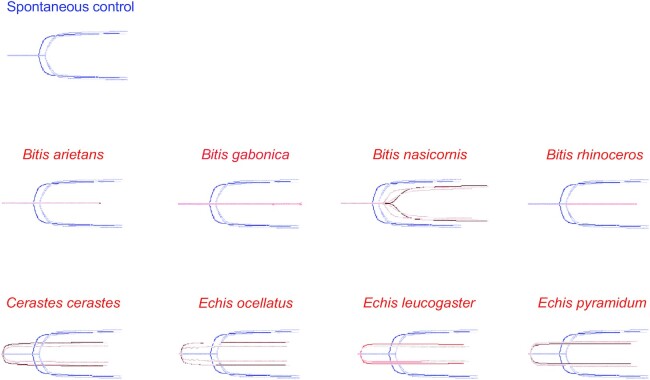 Spontaneous control
Bitis arietans
Bitis gabonica
Bitis nasicornis
Bitis rhinoceros
Cerastes cerastes
Echis ocellatus
Echis leucogaster
Echis pyramidum